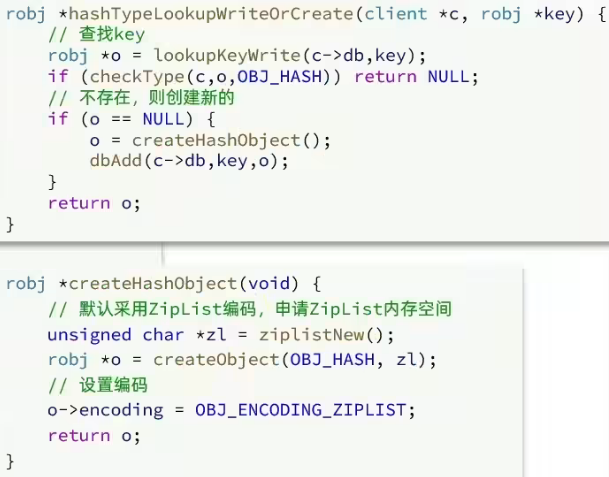 robj *hashTypeLookupWriteOrCreate(client *c, robj *key) {
    // 查找key
    robj *o = lookupKeyWrite(c->db,key);
    if (checkType(c,o,OBJ_HASH)) return NULL;
    // 不存在，则创建新的
    if (o == NULL) {
        o = createHashObject();
        dbAdd(c->db,key,o);
    }
    return o;
}
robj *createHashObject(void) {
    // 默认采用ZipList编码，申请ZipList内存空间
    unsigned char *zl = ziplistNew();
    robj *o = createObject(OBJ_HASH, zl);
    // 设置编码
    o->encoding = OBJ_ENCODING_ZIPLIST;
    return o;
}